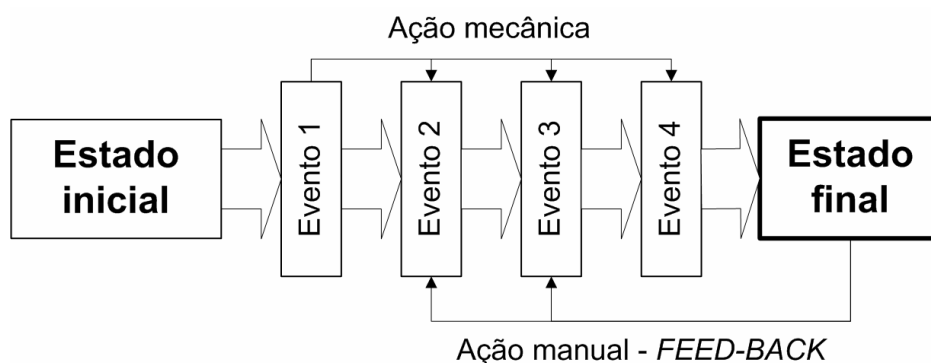 Ação mecânica
Estado
inicial
Evento 1
Evento 2
Evento 3
Evento 4
Estado
final
Ação manual - FEED-BACK